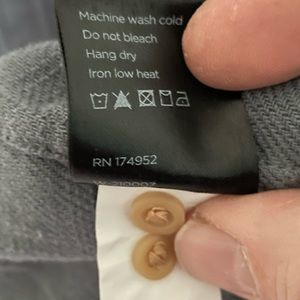 Machine wash cold
Do not bleach
Hang dry
Iron low heat
RN 174952